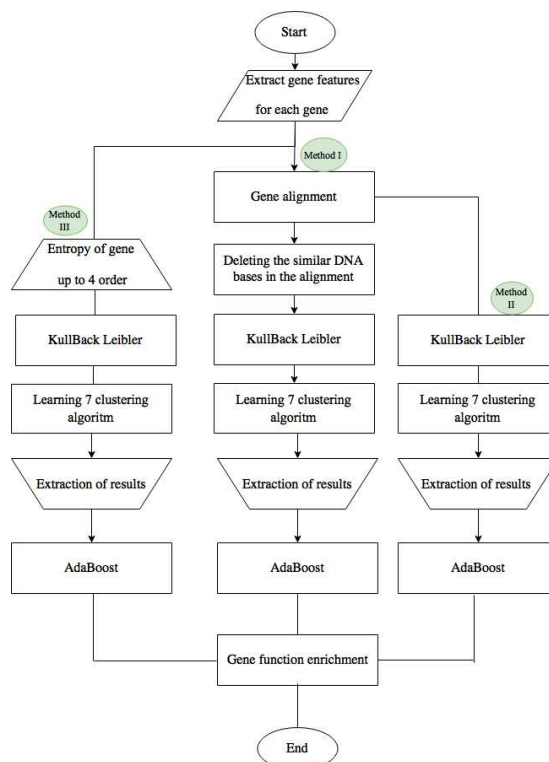 Start
Extract gene features
for each gene
Method I
Gene alignment
Method
III
Entropy of gene
up to 4 order
Deleting the similar DNA
bases in the alignment
Method
II
KullBack Leibler
KullBack Leibler
KullBack Leibler
Learning 7 clustering
algoritm
Learning 7 clustering
algoritm
Learning 7 clustering
algoritm
Extraction of results
Extraction of results
Extraction of results
AdaBoost
AdaBoost
AdaBoost
Gene function enrichment
End